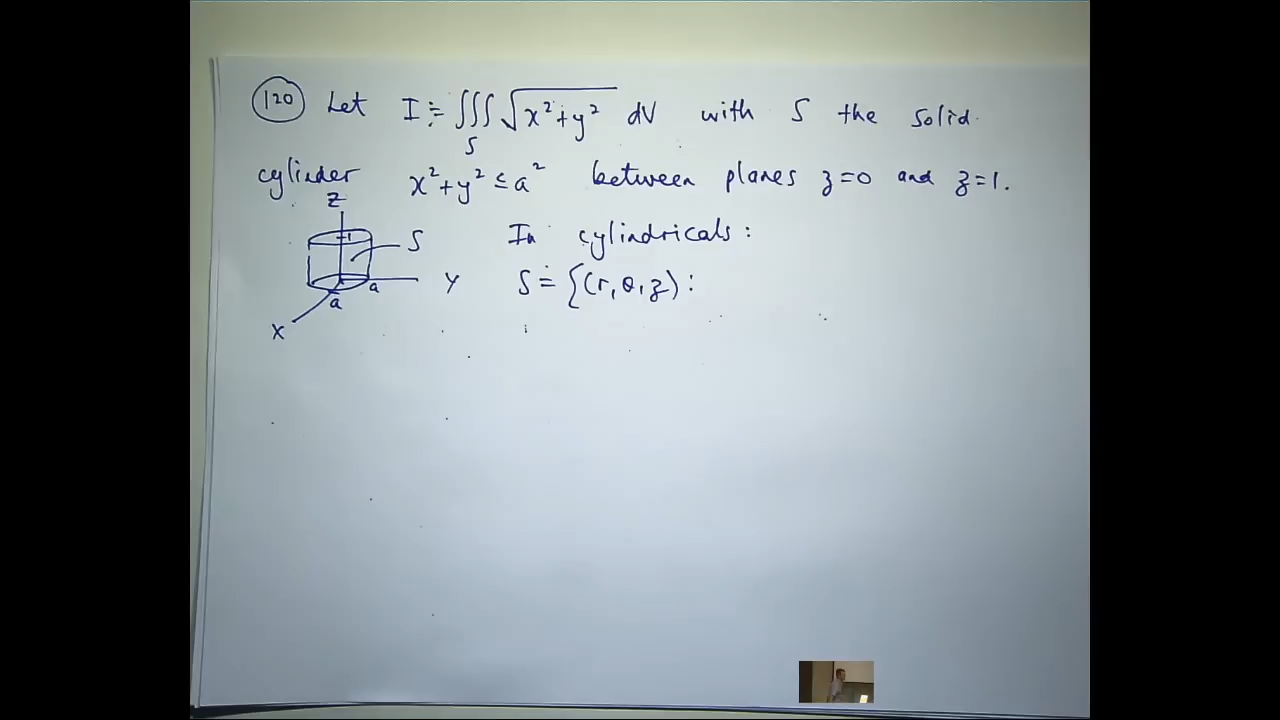 120 Let I ≐ ∭_S √(x²+y²) dV with S the solid
cylinder x²+y² ≤ a² between planes z=0 and z=1.
z
1
S
y
a
a
x
In cylindricals:
S ≐ {(r, θ, z) :